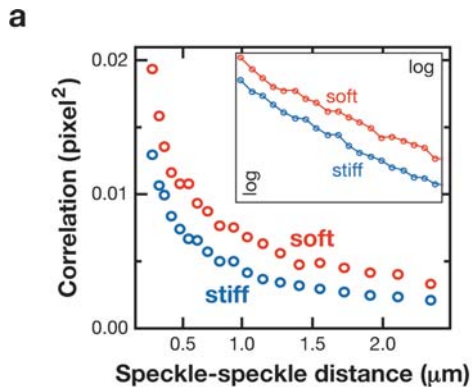 a
0.02
0.01
0.00
Correlation (pixel²)
log
soft
stiff
log
soft
stiff
0.5 1.0 1.5 2.0
Speckle-speckle distance (μm)